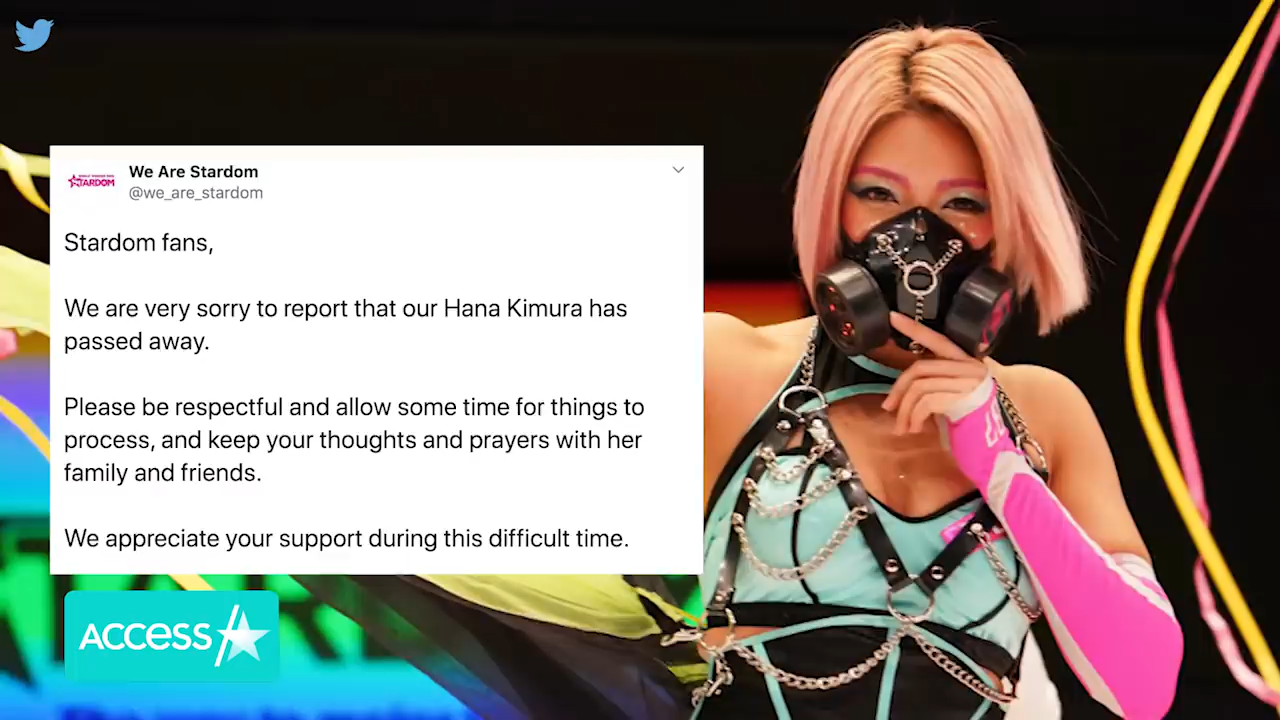 STARDOM
We Are Stardom
@we_are_stardom
Stardom fans,
We are very sorry to report that our Hana Kimura has
passed away.
Please be respectful and allow some time for things to
process, and keep your thoughts and prayers with her
family and friends.
We appreciate your support during this difficult time.
ACCESS